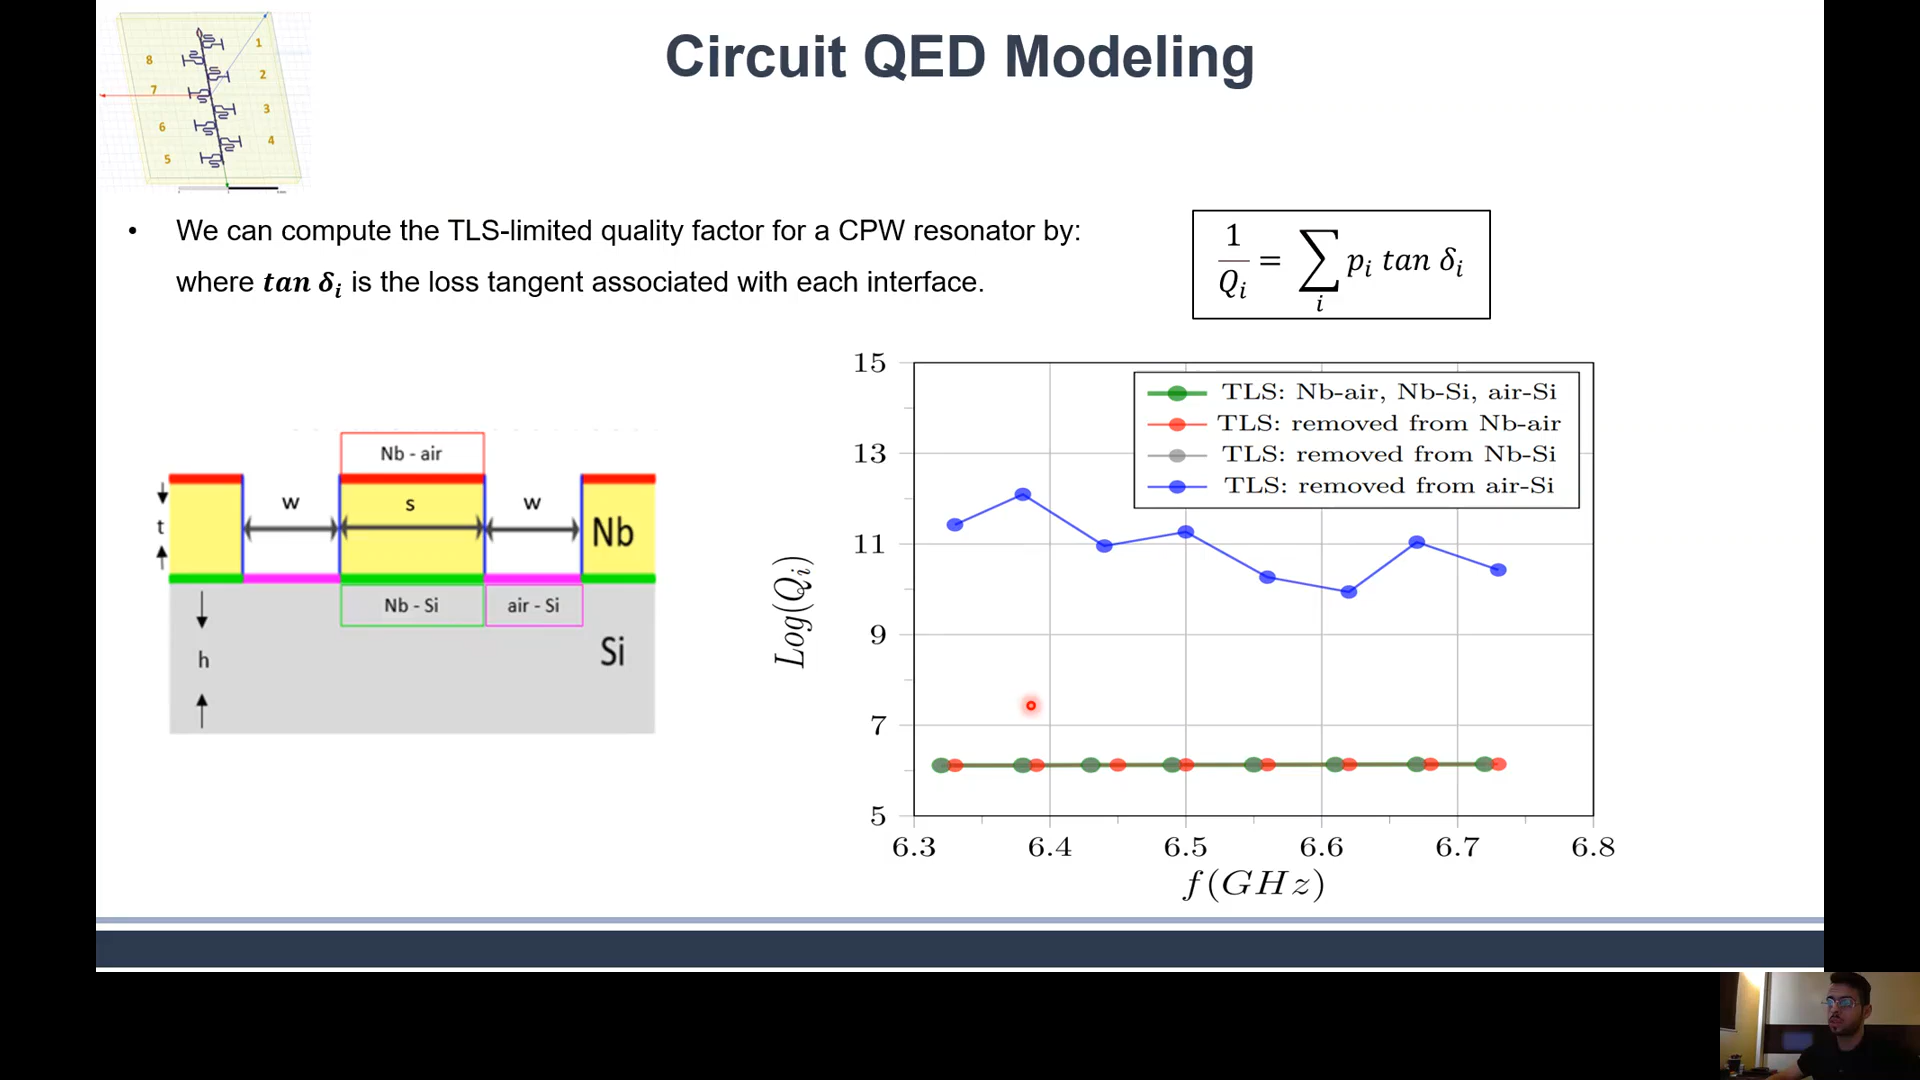 Circuit QED Modeling
1
2
3
4
5
6
7
8
• We can compute the TLS-limited quality factor for a CPW resonator by:
where tan δi is the loss tangent associated with each interface.
1/Qi = ∑i pi tan δi
Nb - air
w
s
w
t
Nb
Nb - Si
air - Si
h
Si
15
13
11
9
7
5
Log(Qi)
TLS: Nb-air, Nb-Si, air-Si
TLS: removed from Nb-air
TLS: removed from Nb-Si
TLS: removed from air-Si
6.3
6.4
6.5
6.6
6.7
6.8
f(GHz)